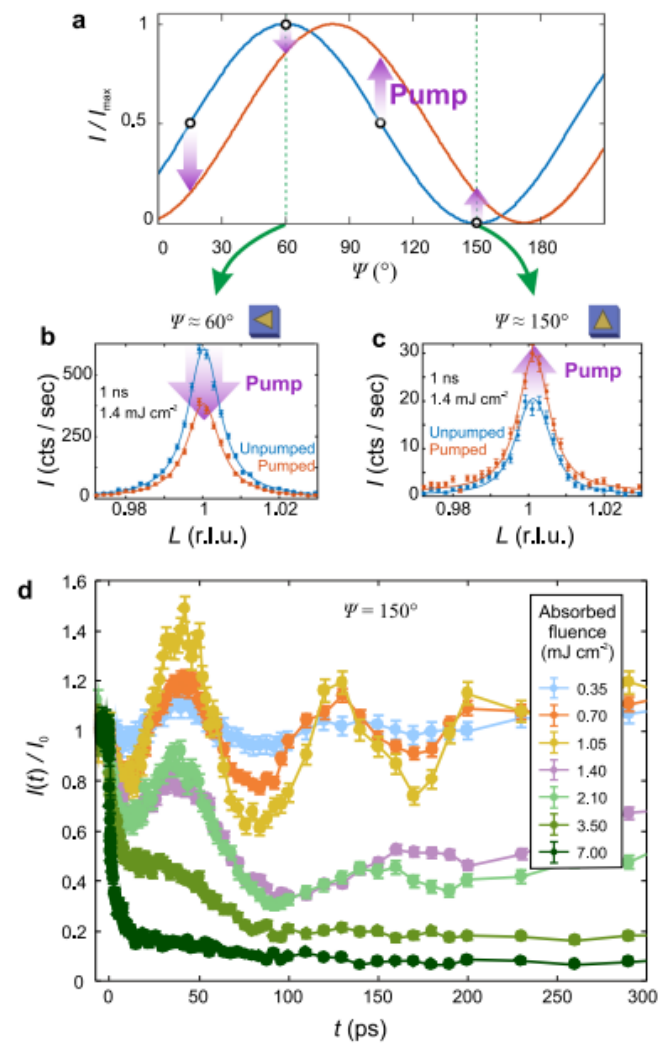 a
I / I_max
1
0.5
0
Pump
0 30 60 90 120 150 180
Ψ (°)
b
Ψ ≈ 60°
500
250
0
I (cts / sec)
1 ns
1.4 mJ cm⁻²
Pump
Unpumped
Pumped
0.98 1 1.02
L (r.l.u.)
c
Ψ ≈ 150°
30
20
10
0
I (cts / sec)
1 ns
1.4 mJ cm⁻²
Pump
Unpumped
Pumped
0.98 1 1.02
L (r.l.u.)
d
Ψ = 150°
1.6
1.4
1.2
1
0.8
0.6
0.4
0.2
0
I(t) / I₀
Absorbed
fluence
(mJ cm⁻²)
0.35
0.70
1.05
1.40
2.10
3.50
7.00
0 50 100 150 200 250 300
t (ps)